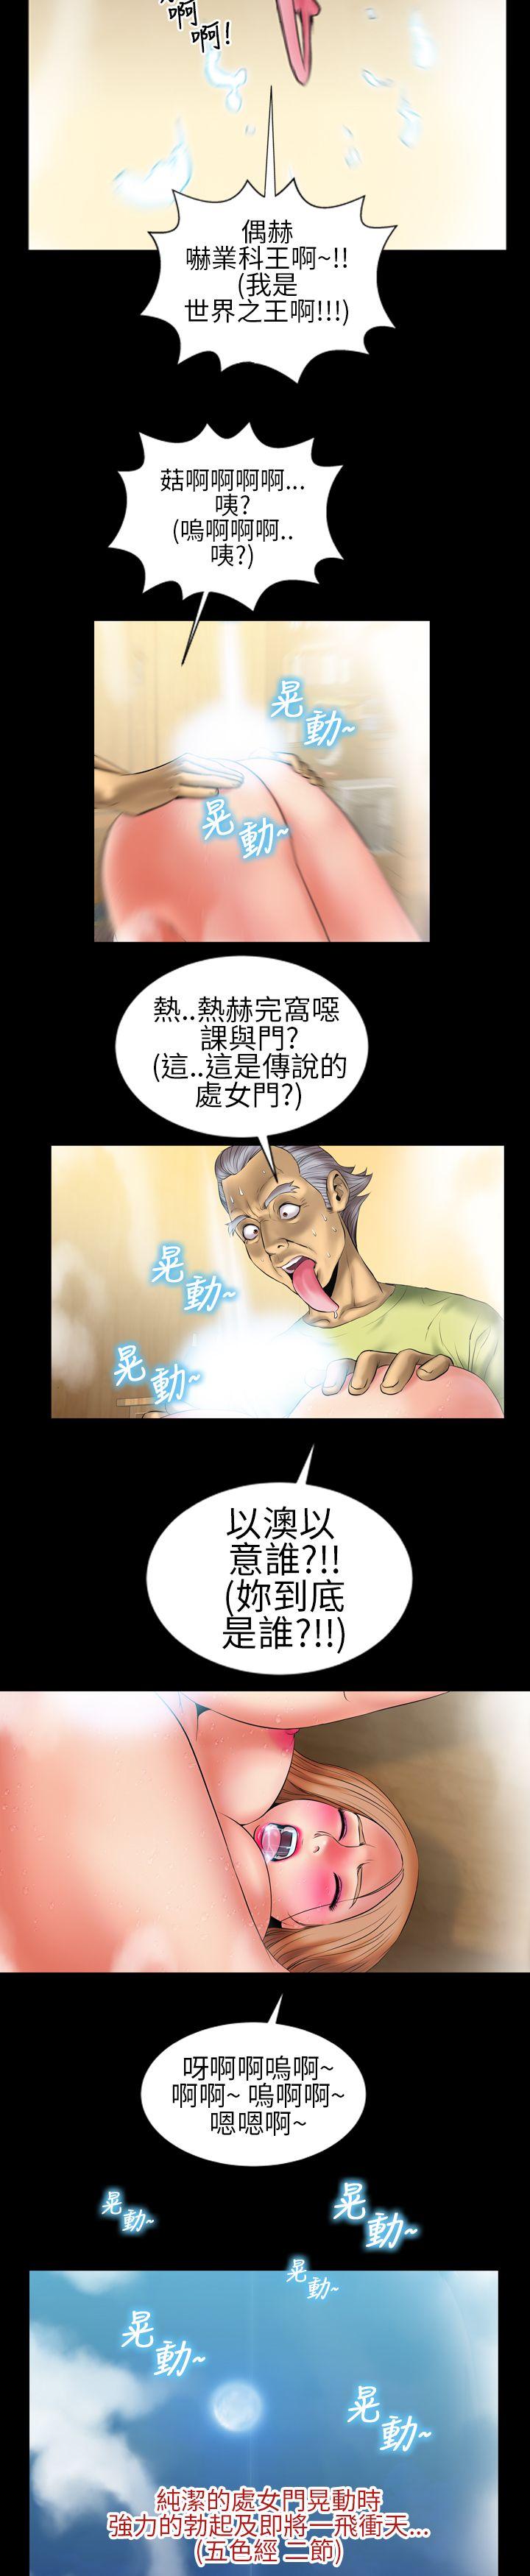 啊
啊!
偶赫
嚇業科王啊~!!
(我是
世界之王啊!!!)
菇啊啊啊啊...
咦?
(嗚啊啊啊..
咦?)
晃
動~
晃
動~
熱..熱赫完窩噁
課與門?
(這..這是傳說的
處女門?)
晃
動~
晃
動~
以澳以
意誰?!!
(妳到底
是誰?!!)
呀啊啊嗚啊~
啊啊~ 嗚啊啊~
嗯嗯啊~
晃
動~
晃
動~
晃
動~
晃
動~
晃
動~
純潔的處女門晃動時
強力的勃起及即將一飛衝天...
(五色經 二節)